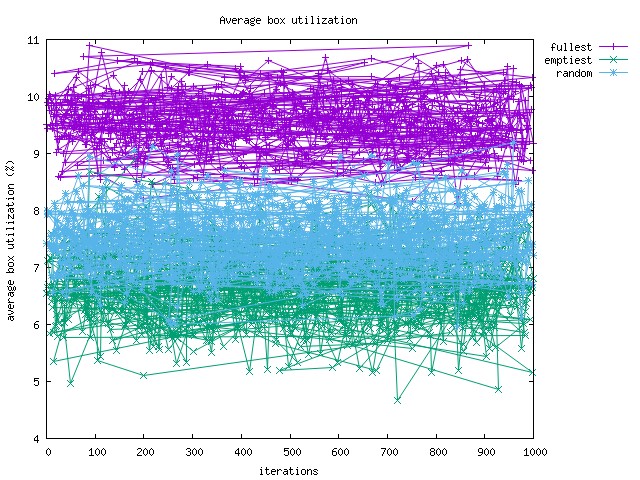 Average box utilization
fullest
emptiest
random
average box utilization (%)
11
10
9
8
7
6
5
4
0 100 200 300 400 500 600 700 800 900 1000
iterations